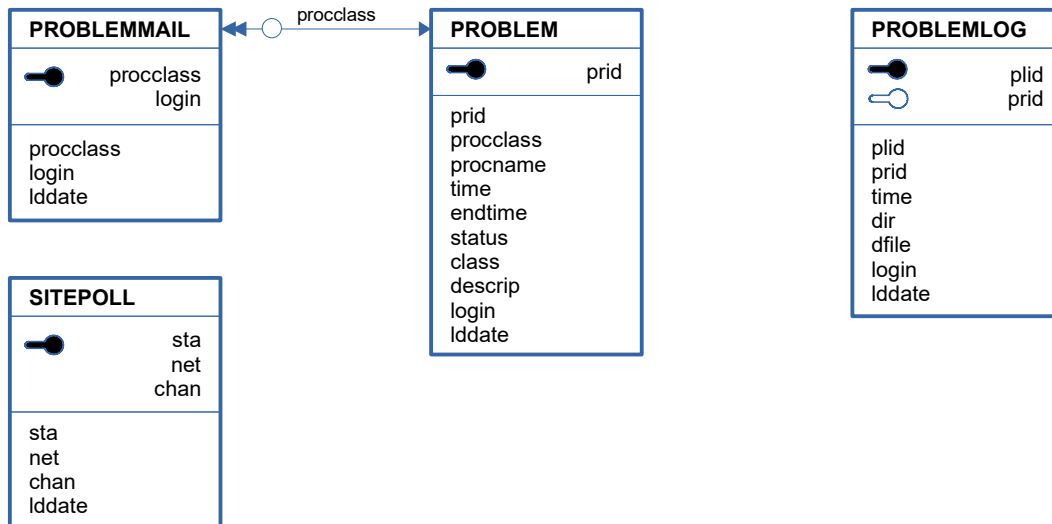 procclass
PROBLEMMAIL
procclass
login
procclass
login
lddate
PROBLEM
prid
prid
procclass
procname
time
endtime
status
class
descrip
login
lddate
PROBLEMLOG
plid
prid
plid
prid
time
dir
dfile
login
lddate
SITEPOLL
sta
net
chan
sta
net
chan
lddate